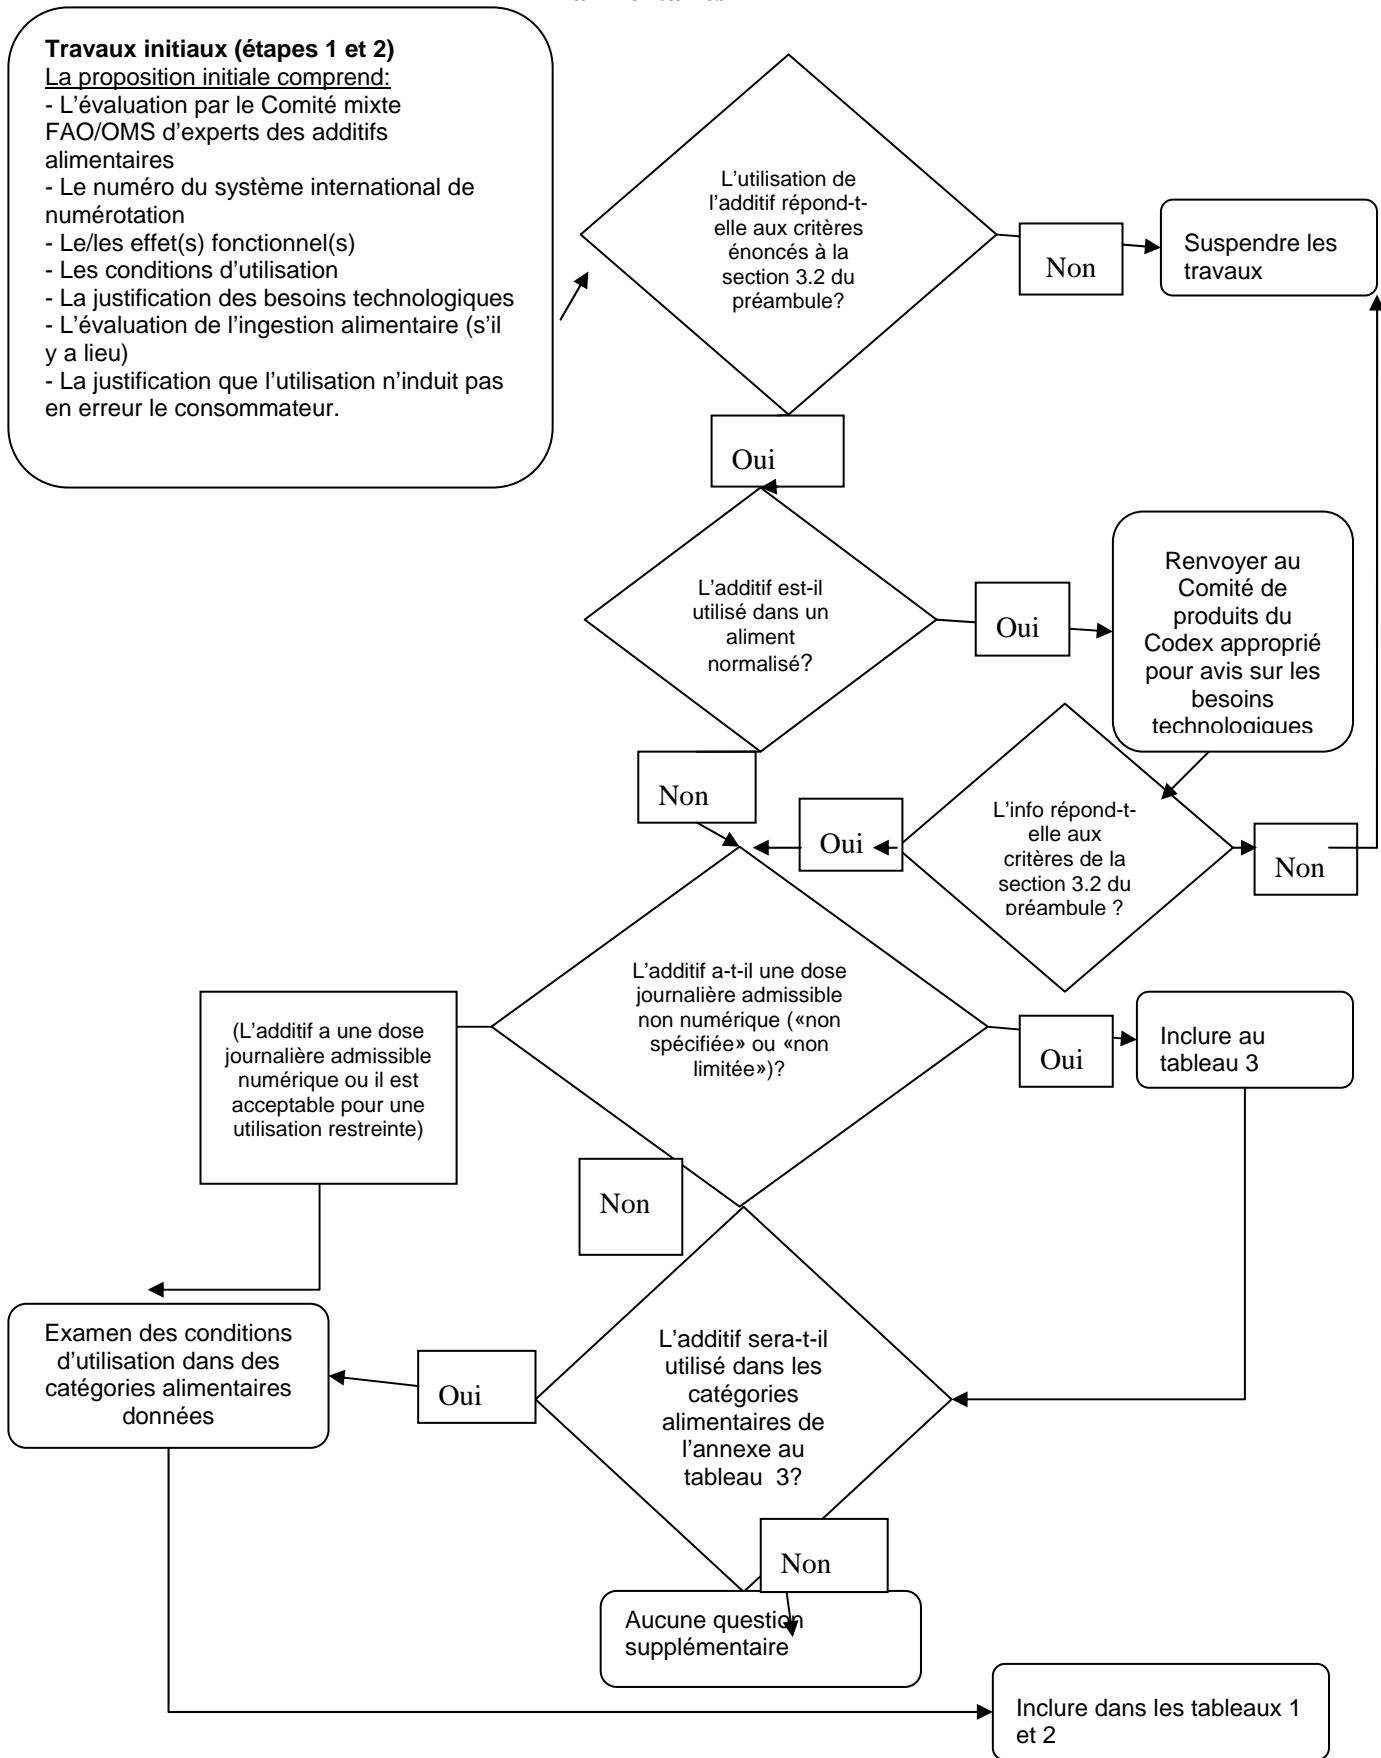 Travaux initiaux (étapes 1 et 2)
La proposition initiale comprend:
- L’évaluation par le Comité mixte
FAO/OMS d’experts des additifs
alimentaires
- Le numéro du système international de
numérotation
- Le/les effet(s) fonctionnel(s)
- Les conditions d’utilisation
- La justification des besoins technologiques
- L’évaluation de l’ingestion alimentaire (s’il
y a lieu)
- La justification que l’utilisation n’induit pas
en erreur le consommateur.
L’utilisation de
l’additif répond-t-
elle aux critères
énoncés à la
section 3.2 du
préambule?
Non
Suspendre les
travaux
Oui
L’additif est-il
utilisé dans un
aliment
normalisé?
Oui
Renvoyer au
Comité de
produits du
Codex approprié
pour avis sur les
besoins
technologiques
Non
Oui
L’info répond-t-
elle aux
critères de la
section 3.2 du
préambule ?
Non
L’additif a-t-il une dose
journalière admissible
non numérique («non
spécifiée» ou «non
limitée»)?
(L’additif a une dose
journalière admissible
numérique ou il est
acceptable pour une
utilisation restreinte)
Oui
Inclure au
tableau 3
Non
Examen des conditions
d’utilisation dans des
catégories alimentaires
données
Oui
L’additif sera-t-il
utilisé dans les
catégories
alimentaires de
l’annexe au
tableau 3?
Non
Aucune question
supplémentaire
Inclure dans les tableaux 1
et 2